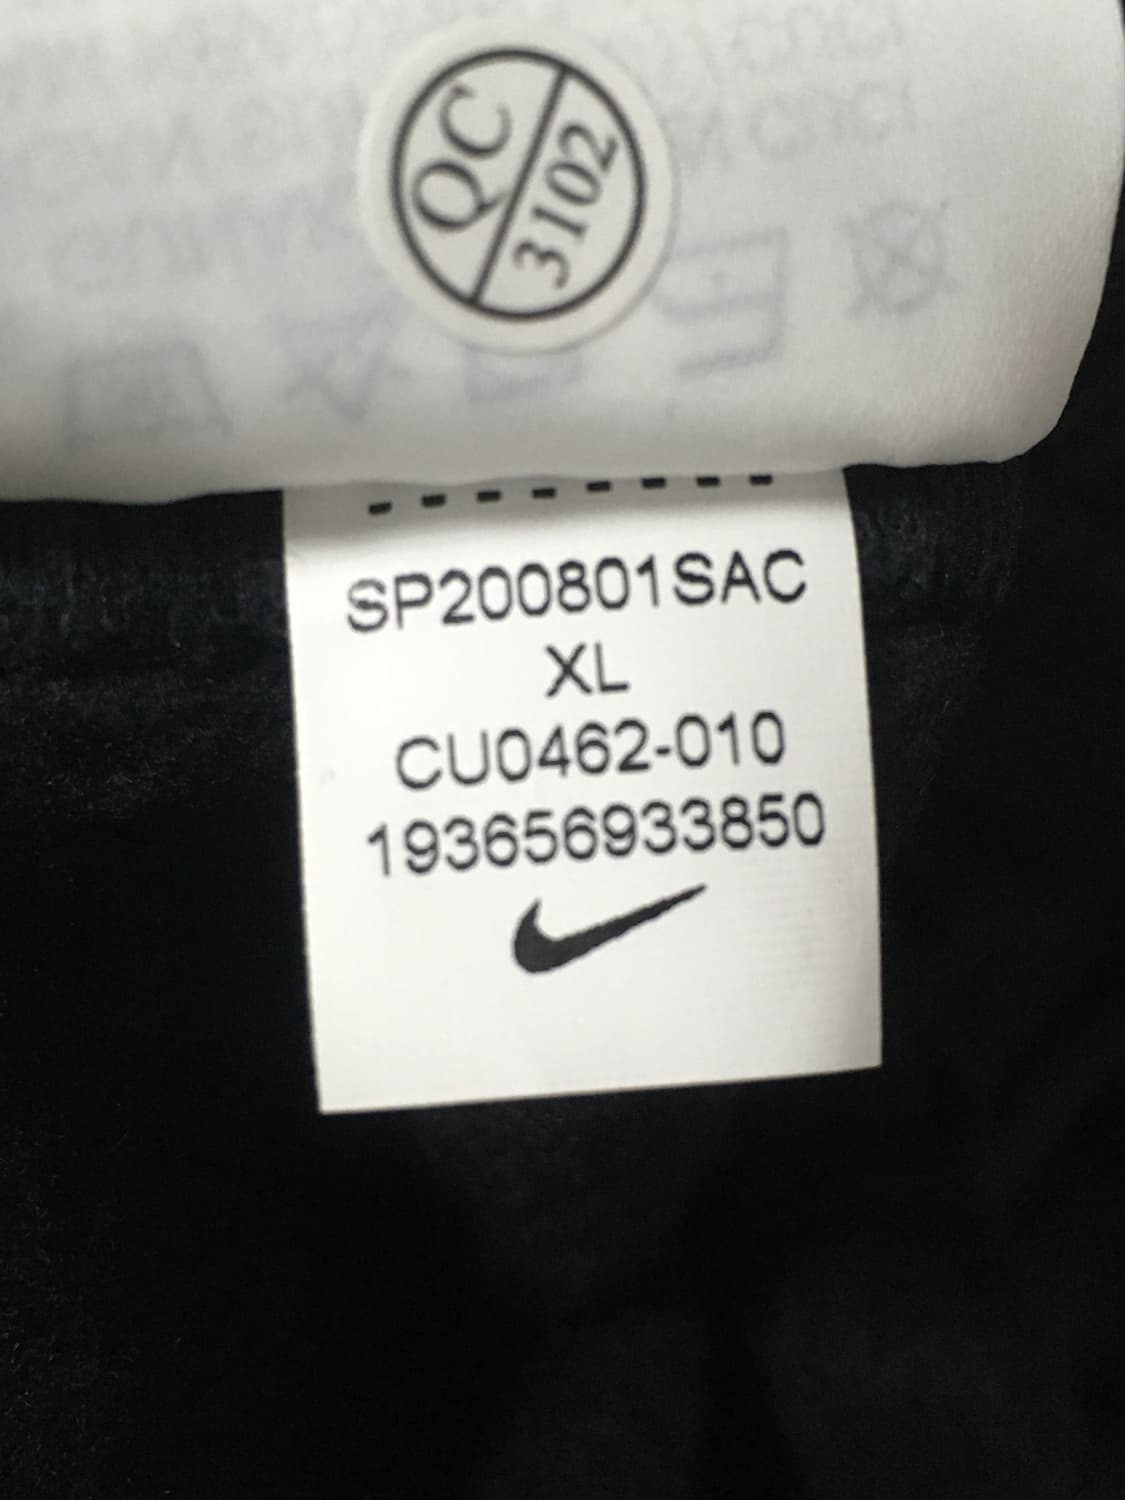 QC
3102
SP200801SAC
XL
CU0462-010
193656933850